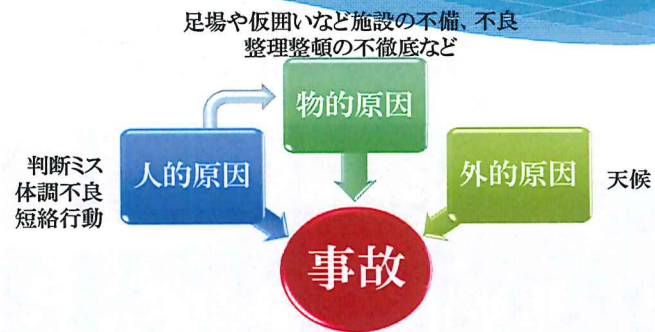 足場や仮囲いなど施設の不備、不良
整理整頓の不徹底など
物的原因
判断ミス
体調不良
短絡行動
人的原因
外的原因
天候
事故